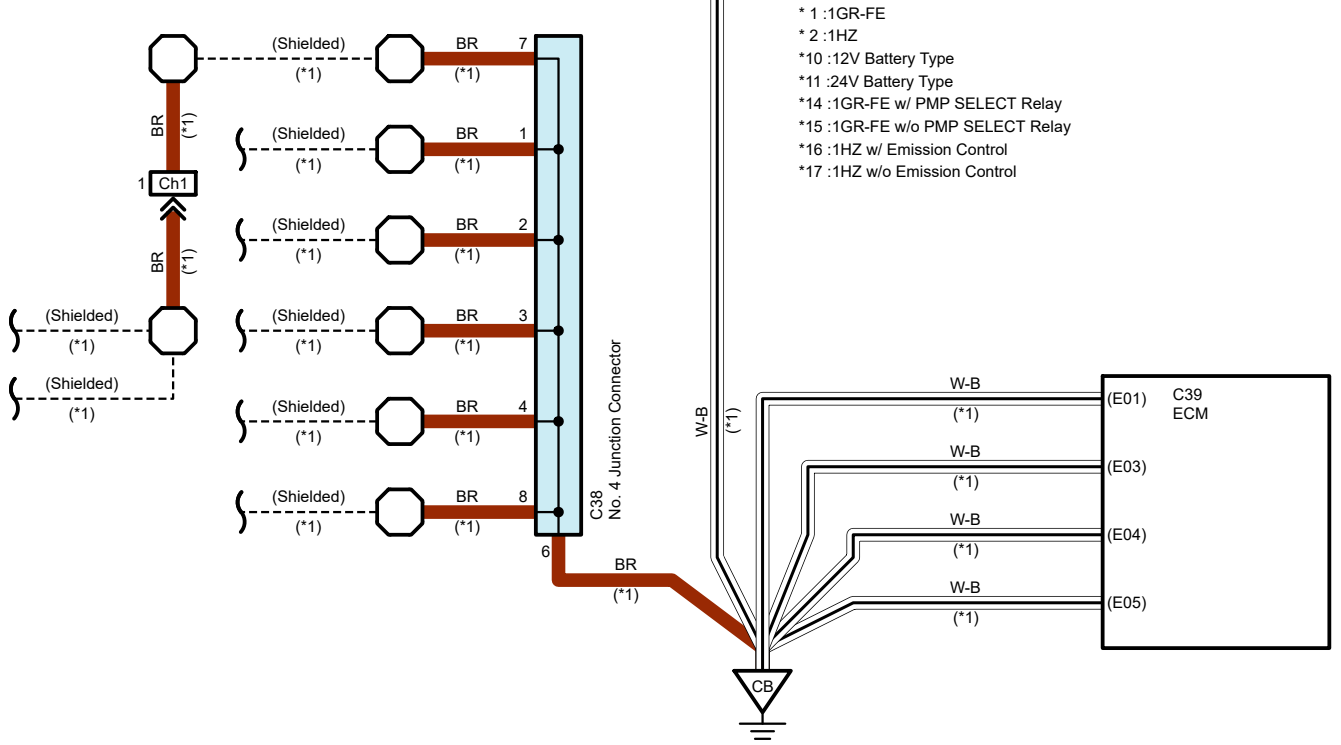 * 1 :1GR-FE
* 2 :1HZ
*10 :12V Battery Type
*11 :24V Battery Type
*14 :1GR-FE w/ PMP SELECT Relay
*15 :1GR-FE w/o PMP SELECT Relay
*16 :1HZ w/ Emission Control
*17 :1HZ w/o Emission Control
(Shielded)
(*1)
BR
(*1)
7
BR
(*1)
1
Ch1
BR
(*1)
(Shielded)
(*1)
(Shielded)
(*1)
(Shielded)
(*1)
BR
(*1)
1
(Shielded)
(*1)
BR
(*1)
2
(Shielded)
(*1)
BR
(*1)
3
(Shielded)
(*1)
BR
(*1)
4
(Shielded)
(*1)
BR
(*1)
8
C38
No. 4 Junction Connector
6
BR
(*1)
W-B
(*1)
W-B
(*1)
(E01)
C39
ECM
W-B
(*1)
(E03)
W-B
(*1)
(E04)
W-B
(*1)
(E05)
CB